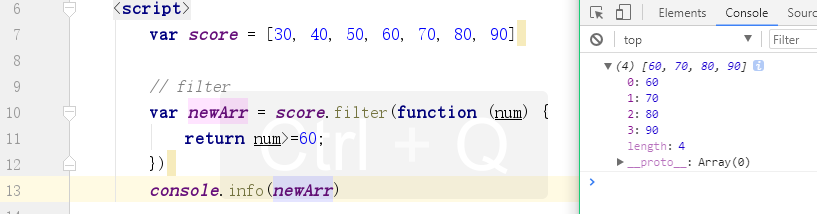 6 <script>
7 var score = [30, 40, 50, 60, 70, 80, 90]
8
9 // filter
10 var newArr = score.filter(function (num) {
11 return num>=60;
12 })
13 console.info(newArr)
Ctrl + Q
Elements Console Sourc
top Filter
(4) [60, 70, 80, 90] i
0: 60
1: 70
2: 80
3: 90
length: 4
__proto__: Array(0)